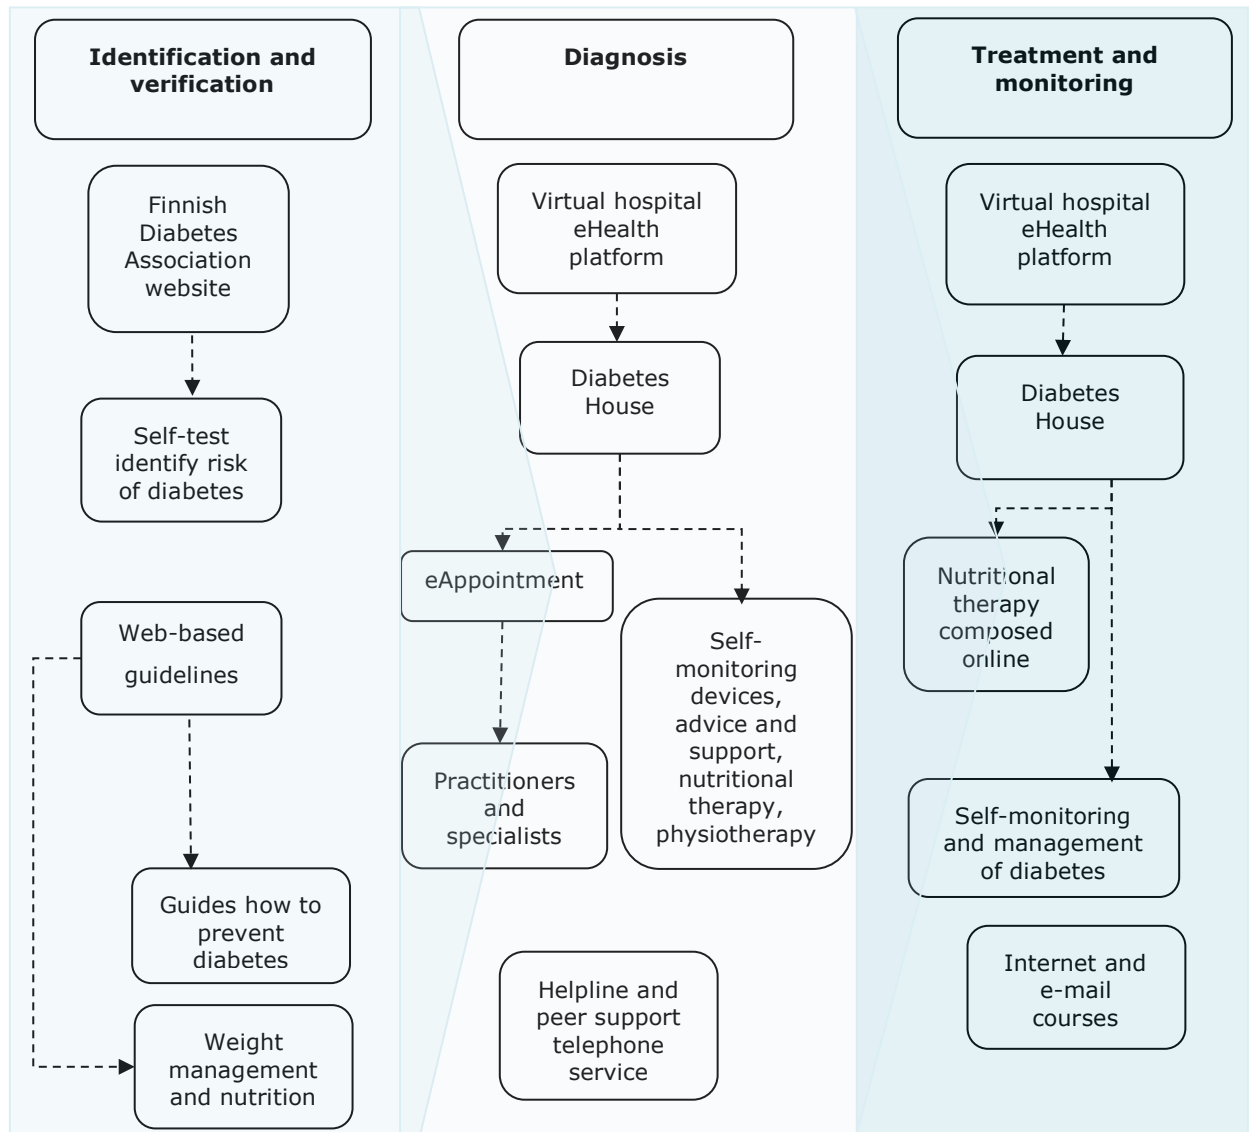 Identification and
verification
Finnish
Diabetes
Association
website
Self-test
identify risk
of diabetes
Web-based
guidelines
Guides how to
prevent
diabetes
Weight
management
and nutrition
Diagnosis
Virtual hospital
eHealth
platform
Diabetes
House
eAppointment
Practitioners
and
specialists
Self-
monitoring
devices,
advice and
support,
nutritional
therapy,
physiotherapy
Helpline and
peer support
telephone
service
Treatment and
monitoring
Virtual hospital
eHealth
platform
Diabetes
House
Nutritional
therapy
composed
online
Self-monitoring
and management
of diabetes
Internet and
e-mail
courses